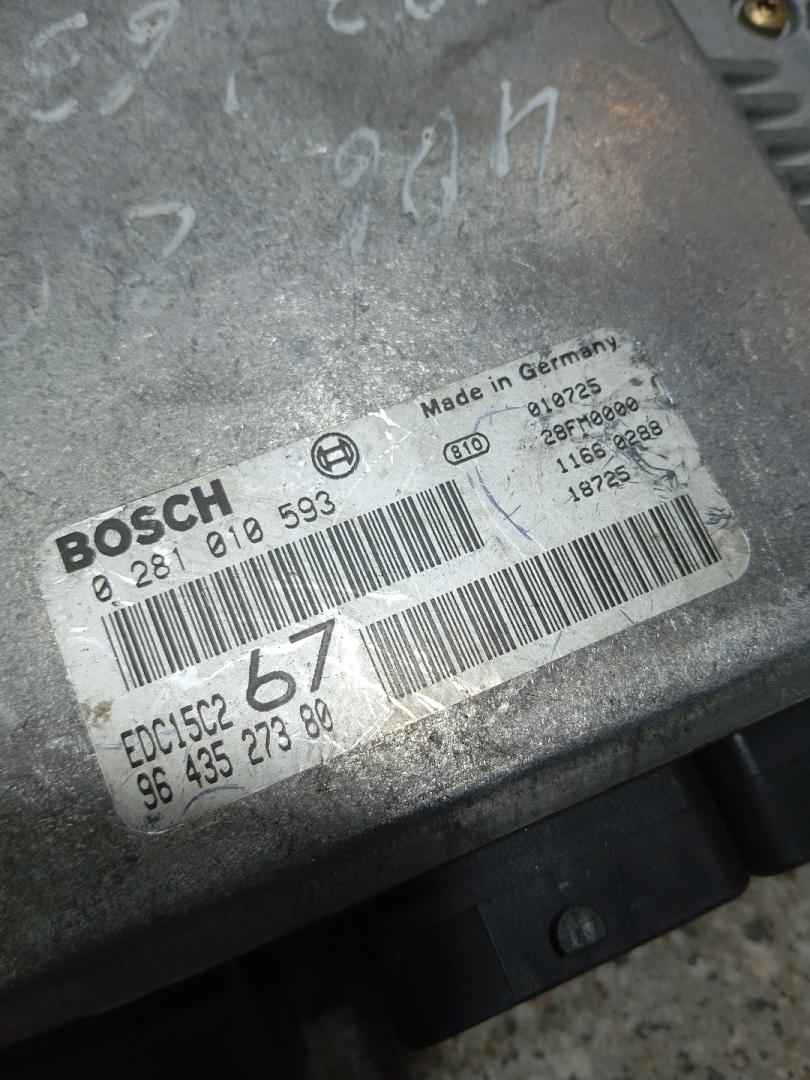 406
Made in Germany
810
010725
28FM0000
1166 0288
18725
BOSCH
0 281 010 593
67
EDC15C2
96 435 273 80